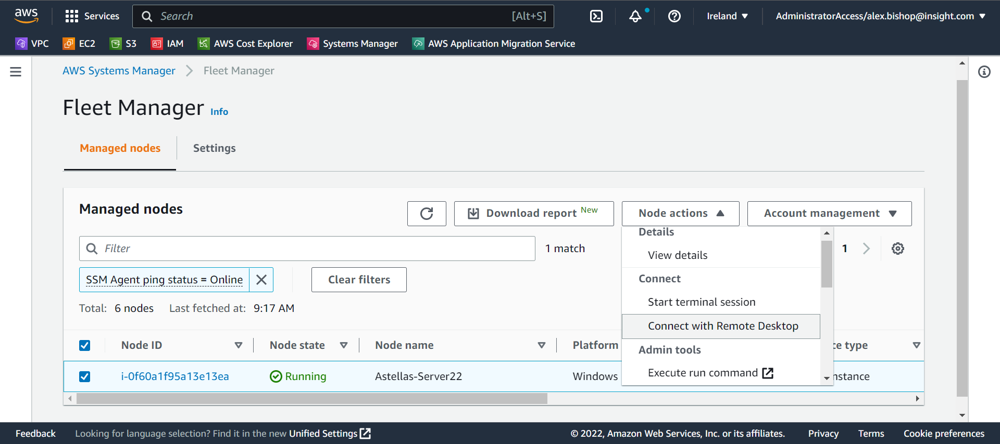 aws
Services
Search
[Alt+S]
Ireland
AdministratorAccess/alex.bishop@insight.com
VPC
EC2
S3
IAM
AWS Cost Explorer
Systems Manager
AWS Application Migration Service
AWS Systems Manager
Fleet Manager
Fleet Manager
Info
Managed nodes
Settings
Managed nodes
Download report New
Node actions
Account management
Filter
1 match
1
SSM Agent ping status = Online
Clear filters
Total: 6 nodes
Last fetched at: 9:17 AM
Details
View details
Connect
Start terminal session
Connect with Remote Desktop
Admin tools
Execute run command
Node ID
Node state
Node name
Platform
ce type
i-0f60a1f95a13e13ea
Running
Astellas-Server22
Windows
nstance
Feedback
Looking for language selection? Find it in the new Unified Settings
© 2022, Amazon Web Services, Inc. or its affiliates.
Privacy
Terms
Cookie preferences